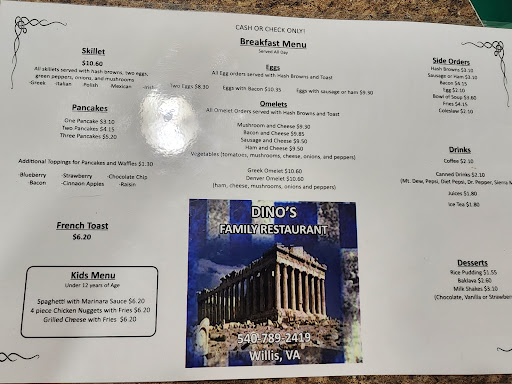 CASH OR CHECK ONLY!
Breakfast Menu
Served All Day
Skillet
$10.60
All skillets served with hash browns, two eggs,
green peppers, onions, and mushrooms
-Greek -Italian -Polish -Mexican -Irish
Pancakes
One Pancake $3.10
Two Pancakes $4.15
Three Pancakes $5.20
Additional Toppings for Pancakes and Waffles $1.30
-Blueberry -Strawberry -Chocolate Chip
-Bacon -Cinnaon Apples -Raisin
French Toast
$6.20
Kids Menu
Under 12 years of Age
Spaghetti with Marinara Sauce $6.20
4 piece Chicken Nuggets with Fries $6.20
Grilled Cheese with Fries $6.20
Eggs
All Egg orders served with Hash Browns and Toast
Two Eggs $8.30 Eggs with Bacon $10.35 Eggs with sausage or ham $9.30
Omelets
All Omelet Orders served with Hash Browns and Toast
Mushroom and Cheese $9.30
Bacon and Cheese $9.85
Sausage and Cheese $9.50
Ham and Cheese $9.50
Vegetables (tomatoes, mushrooms, cheese, onions, and peppers)
Greek Omelet $10.60
Denver Omelet $10.60
(ham, cheese, mushrooms, onions and peppers)
DINO'S
FAMILY RESTAURANT
540-789-2419
Willis, VA
Side Orders
Hash Browns $3.10
Sausage or Ham $3.10
Bacon $4.15
Egg $2.10
Bowl of Soup $3.60
Fries $4.15
Coleslaw $2.10
Drinks
Coffee $2.10
Canned Drinks $2.10
(Mt. Dew, Pepsi, Diet Pepsi, Dr. Pepper, Sierra
Juices $1.80
Ice Tea $1.80
Desserts
Rice Pudding $1.55
Baklava $2.60
Milk Shakes $3.10
(Chocolate, Vanilla or